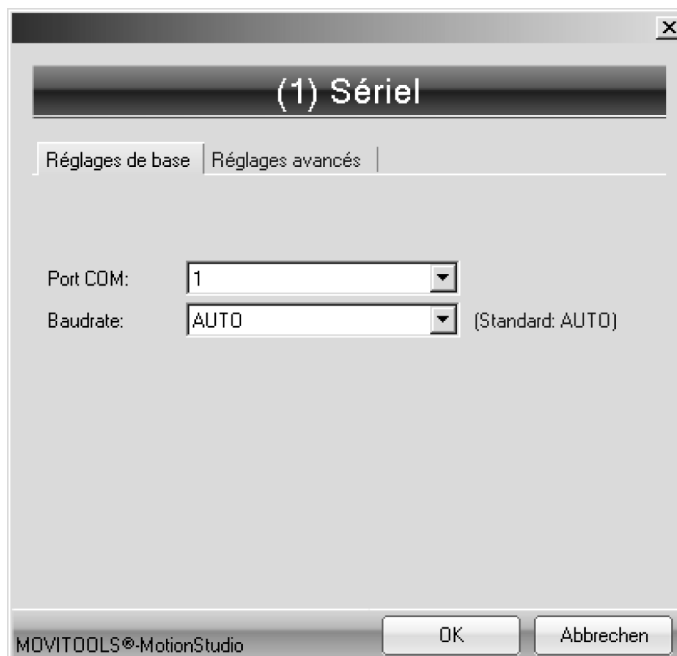 (1) Sériel
Réglages de base Réglages avancés
Port COM: 1
Baudrate: AUTO (Standard: AUTO)
MOVITOOLS®-MotionStudio OK Abbrechen